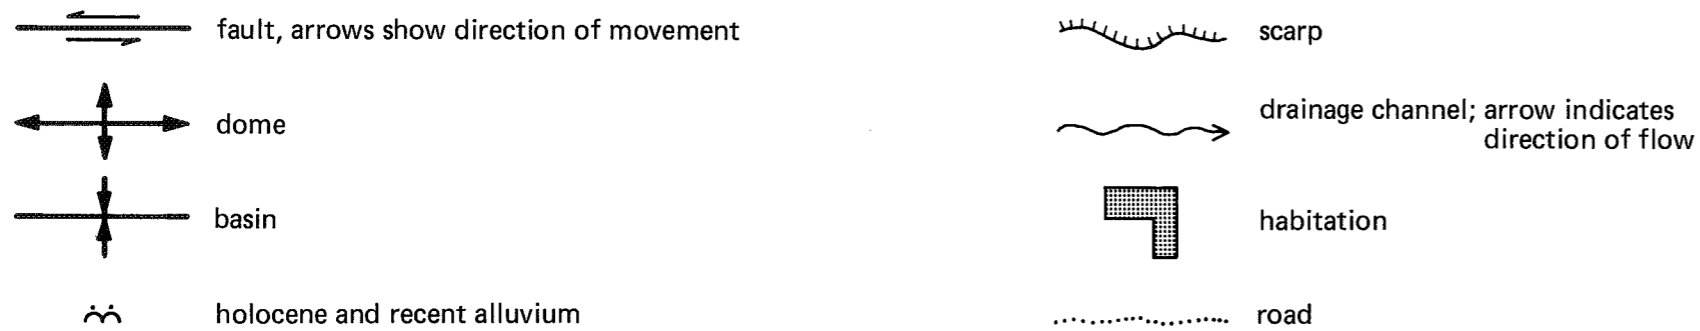 fault, arrows show direction of movement
dome
basin
holocene and recent alluvium
scarp
drainage channel; arrow indicates
direction of flow
habitation
road